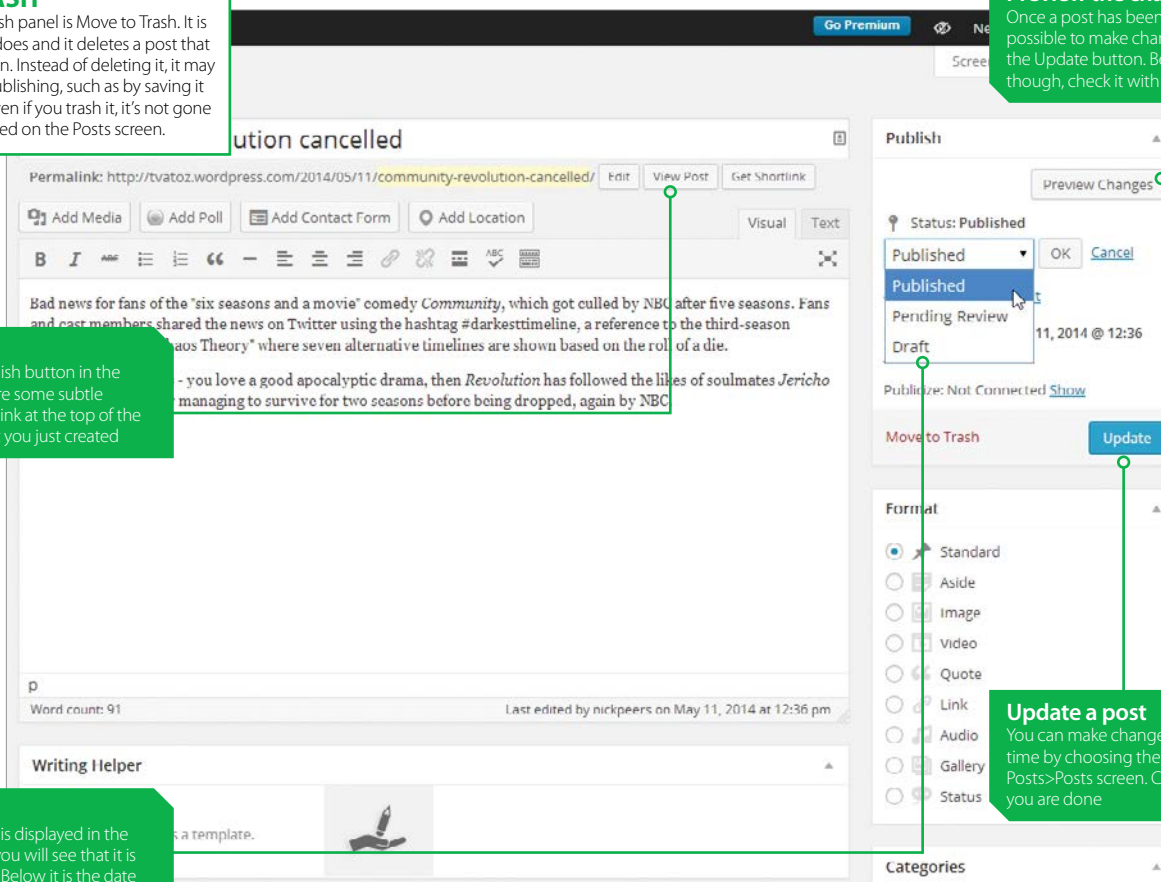 ASH
sh panel is Move to Trash. It is
does and it deletes a post that
n. Instead of deleting it, it may
ublishing, such as by saving it
en if you trash it, it's not gone
ed on the Posts screen.
Go Premium
Ne
Scree
Once a post has been
possible to make chan
the Update button. Be
though, check it with
ution cancelled
Permalink: http://tvatoz.wordpress.com/2014/05/11/community-revolution-cancelled/ Edit View Post Get Shortlink
Add Media Add Poll Add Contact Form Add Location
Visual Text
B I ABC ABC
Bad news for fans of the "six seasons and a movie" comedy Community, which got culled by NBC after five seasons. Fans
and cast members shared the news on Twitter using the hashtag #darkesttimeline, a reference to the third-season
haos Theory" where seven alternative timelines are shown based on the roll of a die.
- you love a good apocalyptic drama, then Revolution has followed the likes of soulmates Jericho
managing to survive for two seasons before being dropped, again by NBC.
lish button in the
re some subtle
ink at the top of the
t you just created
p
Word count: 91
Last edited by nickpeers on May 11, 2014 at 12:36 pm
Writing Helper
s a template.
is displayed in the
you will see that it is
Below it is the date
Publish
Preview Changes
Status: Published
Published OK Cancel
Published
Pending Review
Draft
11, 2014 @ 12:36
Publicize: Not Connected Show
Move to Trash
Update
Format
Standard
Aside
Image
Video
Quote
Link
Audio
Gallery
Status
Update a post
You can make change
time by choosing the
Posts>Posts screen. C
you are done
Categories